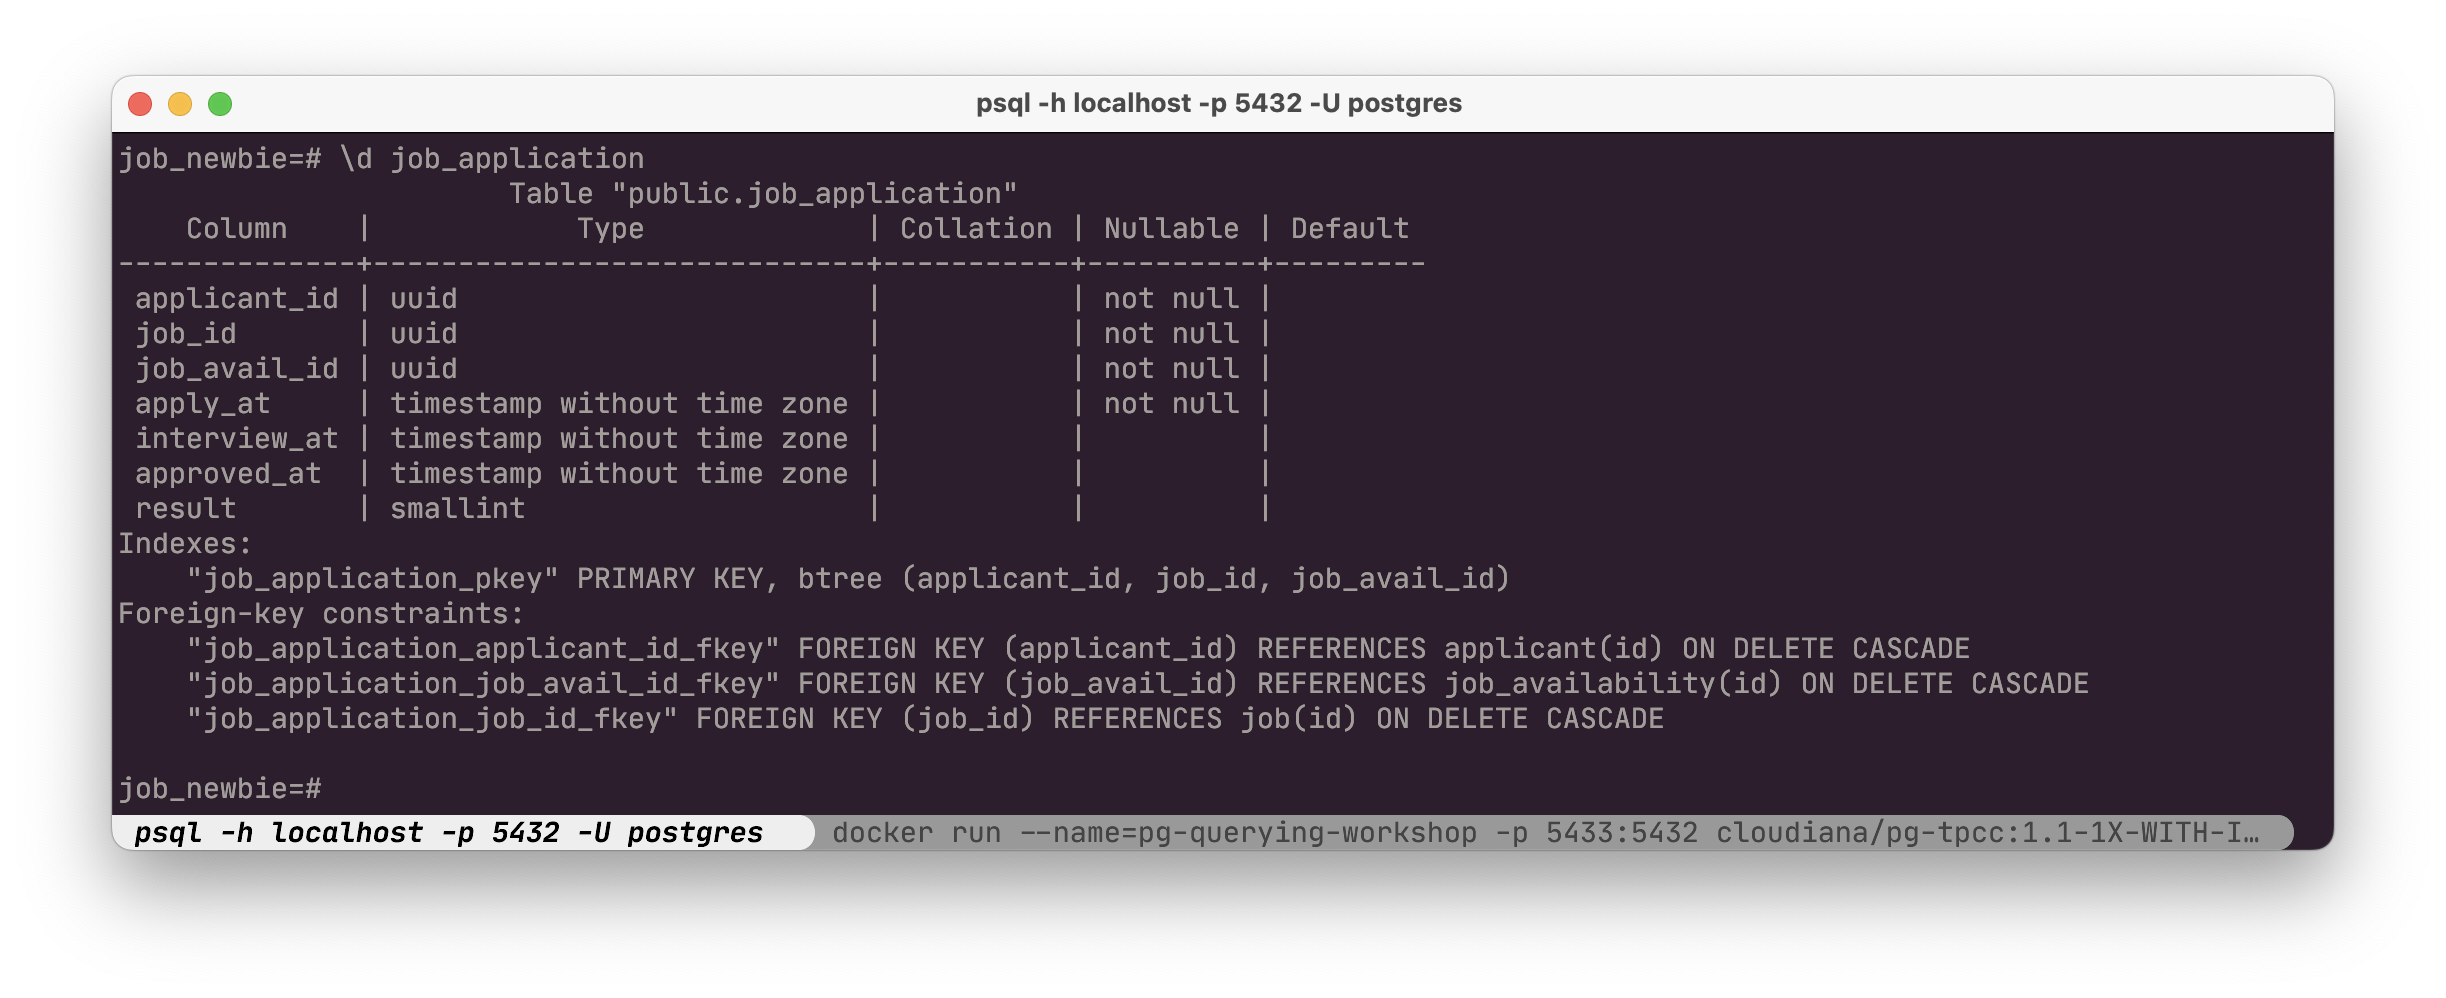 psql -h localhost -p 5432 -U postgres
job_newbie=# \d job_application
                       Table "public.job_application"
    Column    |            Type             | Collation | Nullable | Default
--------------+-----------------------------+-----------+----------+---------
 applicant_id | uuid                        |           | not null |
 job_id       | uuid                        |           | not null |
 job_avail_id | uuid                        |           | not null |
 apply_at     | timestamp without time zone |           | not null |
 interview_at | timestamp without time zone |           |          |
 approved_at  | timestamp without time zone |           |          |
 result       | smallint                    |           |          |
Indexes:
    "job_application_pkey" PRIMARY KEY, btree (applicant_id, job_id, job_avail_id)
Foreign-key constraints:
    "job_application_applicant_id_fkey" FOREIGN KEY (applicant_id) REFERENCES applicant(id) ON DELETE CASCADE
    "job_application_job_avail_id_fkey" FOREIGN KEY (job_avail_id) REFERENCES job_availability(id) ON DELETE CASCADE
    "job_application_job_id_fkey" FOREIGN KEY (job_id) REFERENCES job(id) ON DELETE CASCADE
job_newbie=#
psql -h localhost -p 5432 -U postgres docker run --name=pg-querying-workshop -p 5433:5432 cloudiana/pg-tpcc:1.1-1X-WITH-I…